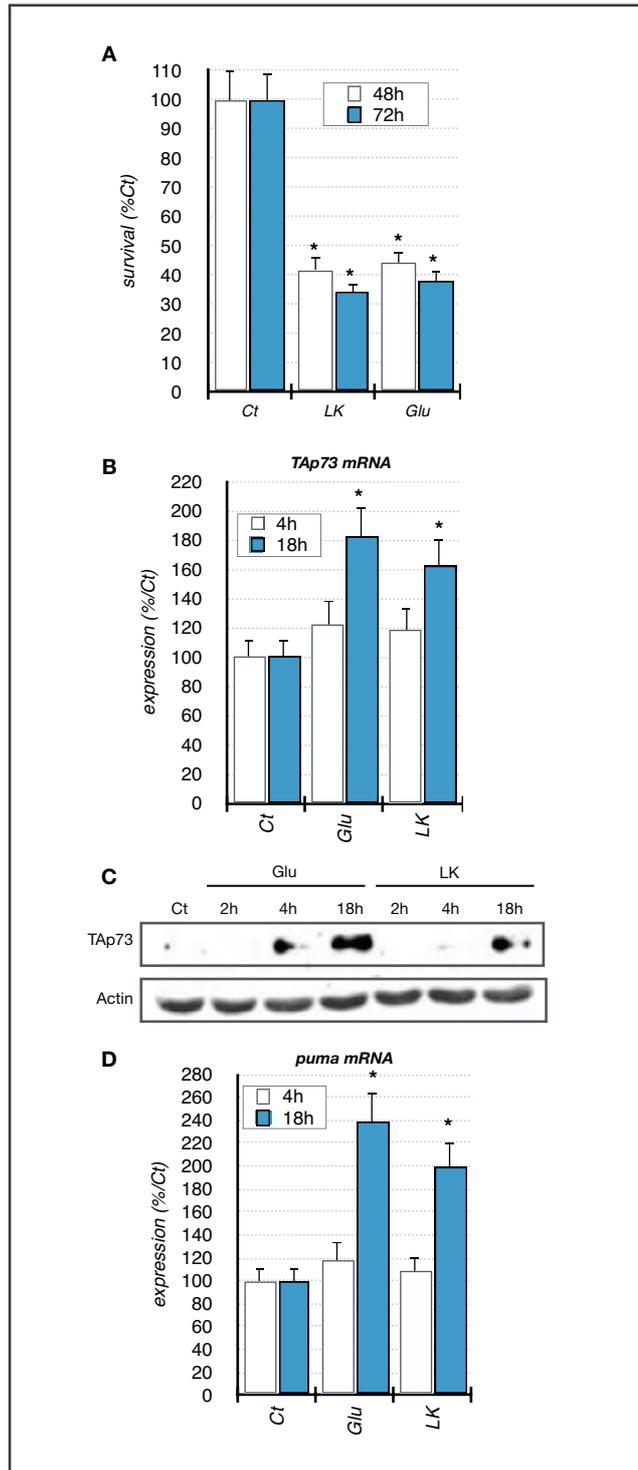 A
survival (%Ct)
110
100
90
80
70
60
50
40
30
20
10
0
48h
72h
*
*
*
*
Ct LK Glu
B
TAp73 mRNA
expression (%/Ct)
220
200
180
160
140
120
100
80
60
40
20
0
4h
18h
*
*
Ct Glu LK
C
Glu LK
Ct 2h 4h 18h 2h 4h 18h
TAp73
Actin
D
puma mRNA
expression (%/Ct)
280
260
240
220
200
180
160
140
120
100
80
60
40
20
0
4h
18h
*
*
Ct Glu LK